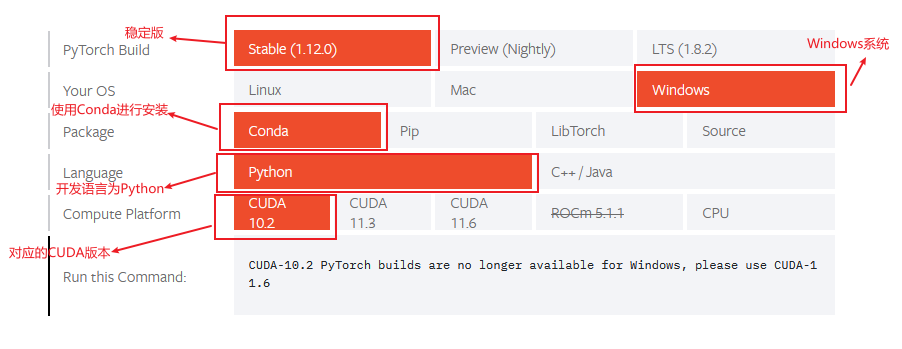 稳定版
PyTorch Build
Stable (1.12.0)
Preview (Nightly)
LTS (1.8.2)
Windows系统
Your OS
Linux
Mac
Windows
使用Conda进行安装
Package
Conda
Pip
LibTorch
Source
Language
Python
C++ / Java
开发语言为Python
Compute Platform
CUDA
10.2
CUDA
11.3
CUDA
11.6
ROCm 5.1.1
CPU
对应的CUDA版本
Run this Command:
CUDA-10.2 PyTorch builds are no longer available for Windows, please use CUDA-1
1.6